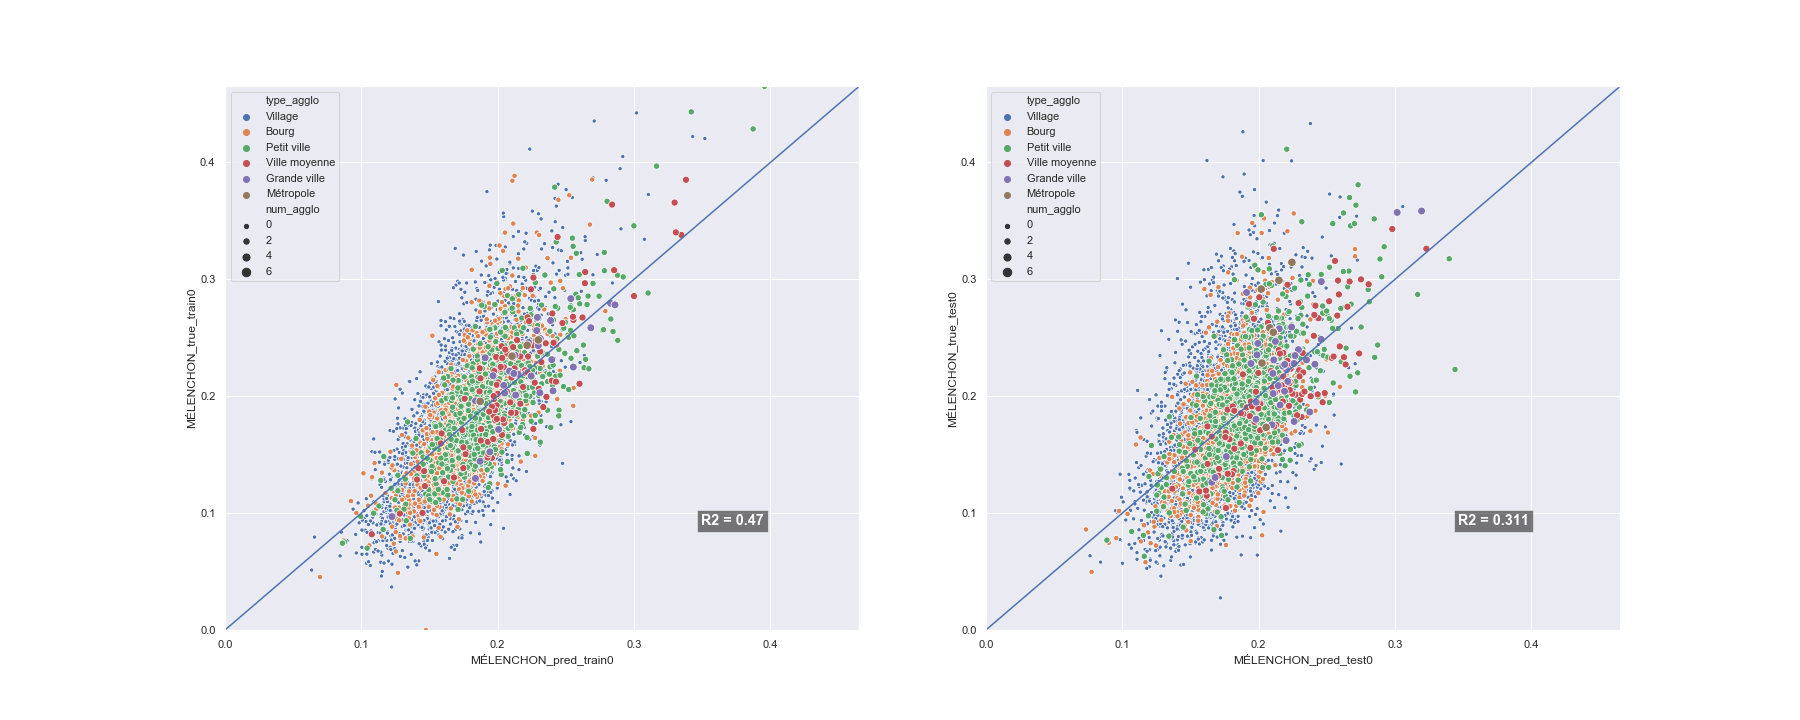 type_agglo
Village
Bourg
Petit ville
Ville moyenne
Grande ville
Métropole
num_agglo
0
2
4
6
0.4
0.3
0.2
0.1
0.0
MÉLENCHON_true_train0
R2 = 0.47
0.0 0.1 0.2 0.3 0.4
MÉLENCHON_pred_train0
type_agglo
Village
Bourg
Petit ville
Ville moyenne
Grande ville
Métropole
num_agglo
0
2
4
6
0.4
0.3
0.2
0.1
0.0
MÉLENCHON_true_test0
R2 = 0.311
0.0 0.1 0.2 0.3 0.4
MÉLENCHON_pred_test0